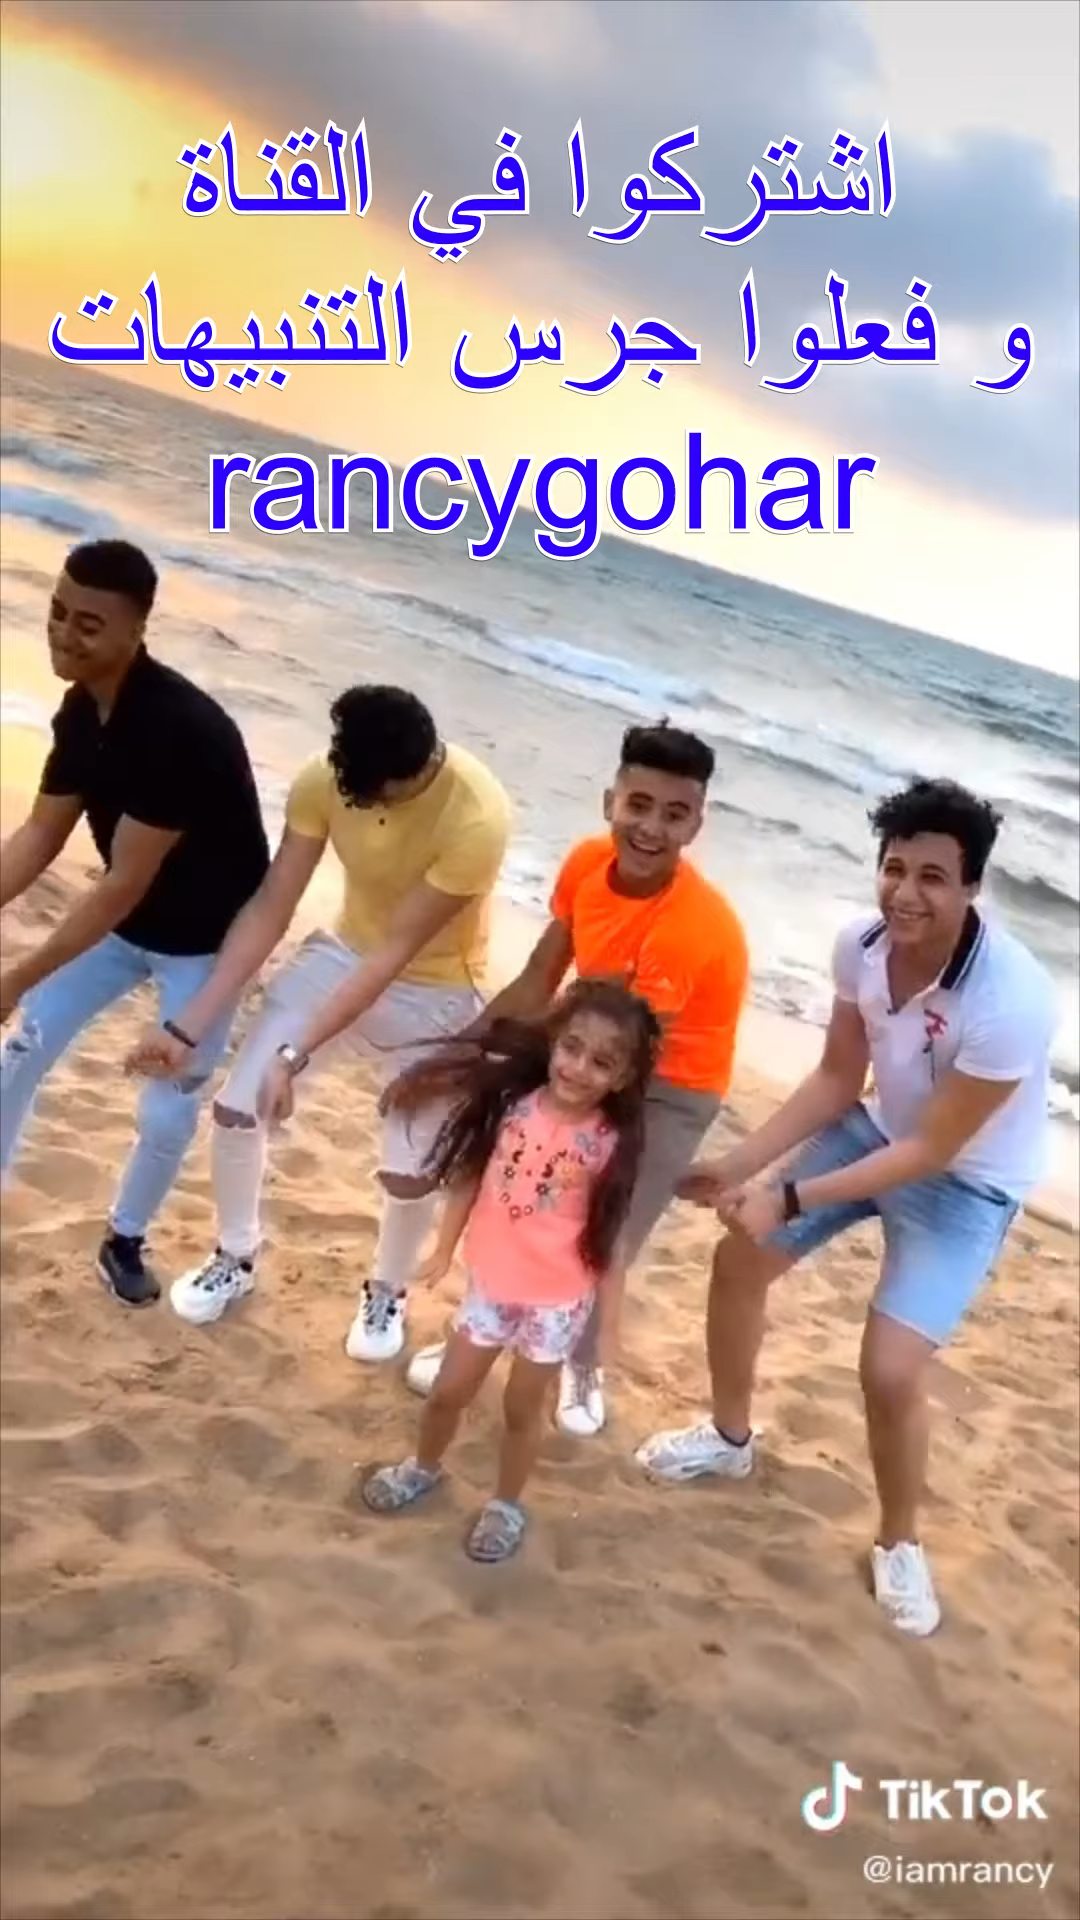 اشتركوا في القناة
و فعلوا جرس التنبيهات
rancygohar
TikTok
@iamrancy